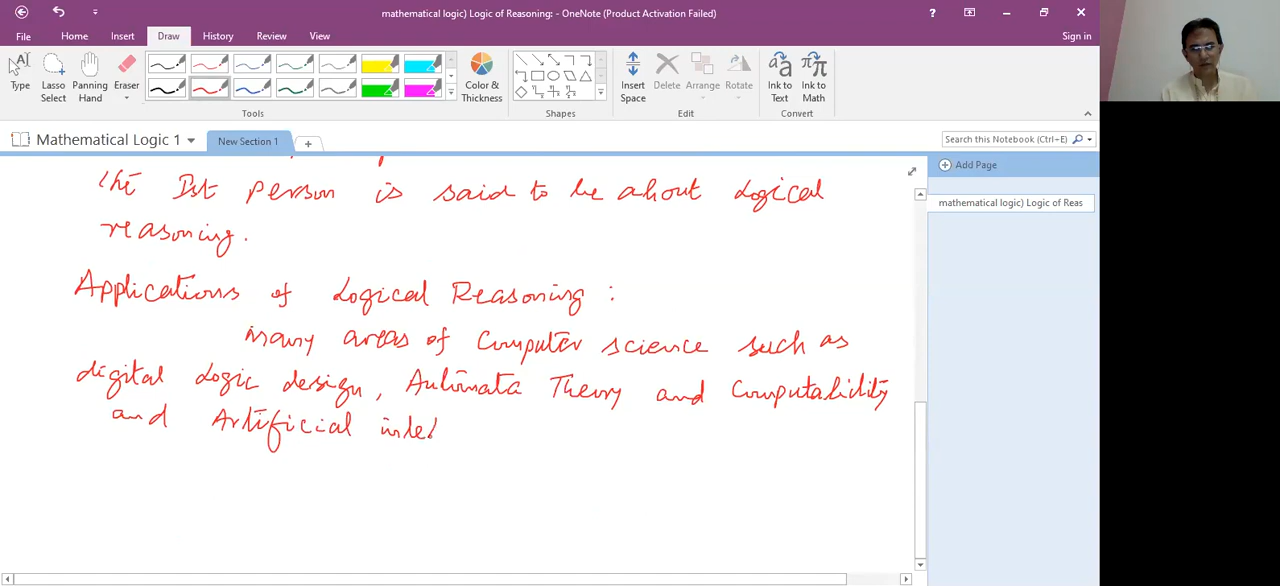 mathematical logic) Logic of Reasoning: - OneNote (Product Activation Failed)
File Home Insert Draw History Review View Sign in
Type Lasso Select Panning Hand Eraser Color & Thickness Insert Space Delete Arrange Rotate Ink to Text Ink to Math
Tools Shapes Edit Convert
Mathematical Logic 1 New Section 1 Search this Notebook (Ctrl+E)
Add Page
mathematical logic) Logic of Reas
the Ist person is said to be about Logical
reasoning.
Applications of Logical Reasoning :
Many areas of Computer science such as
digital Logic design, Automata Theory and Computability
and Artificial intel